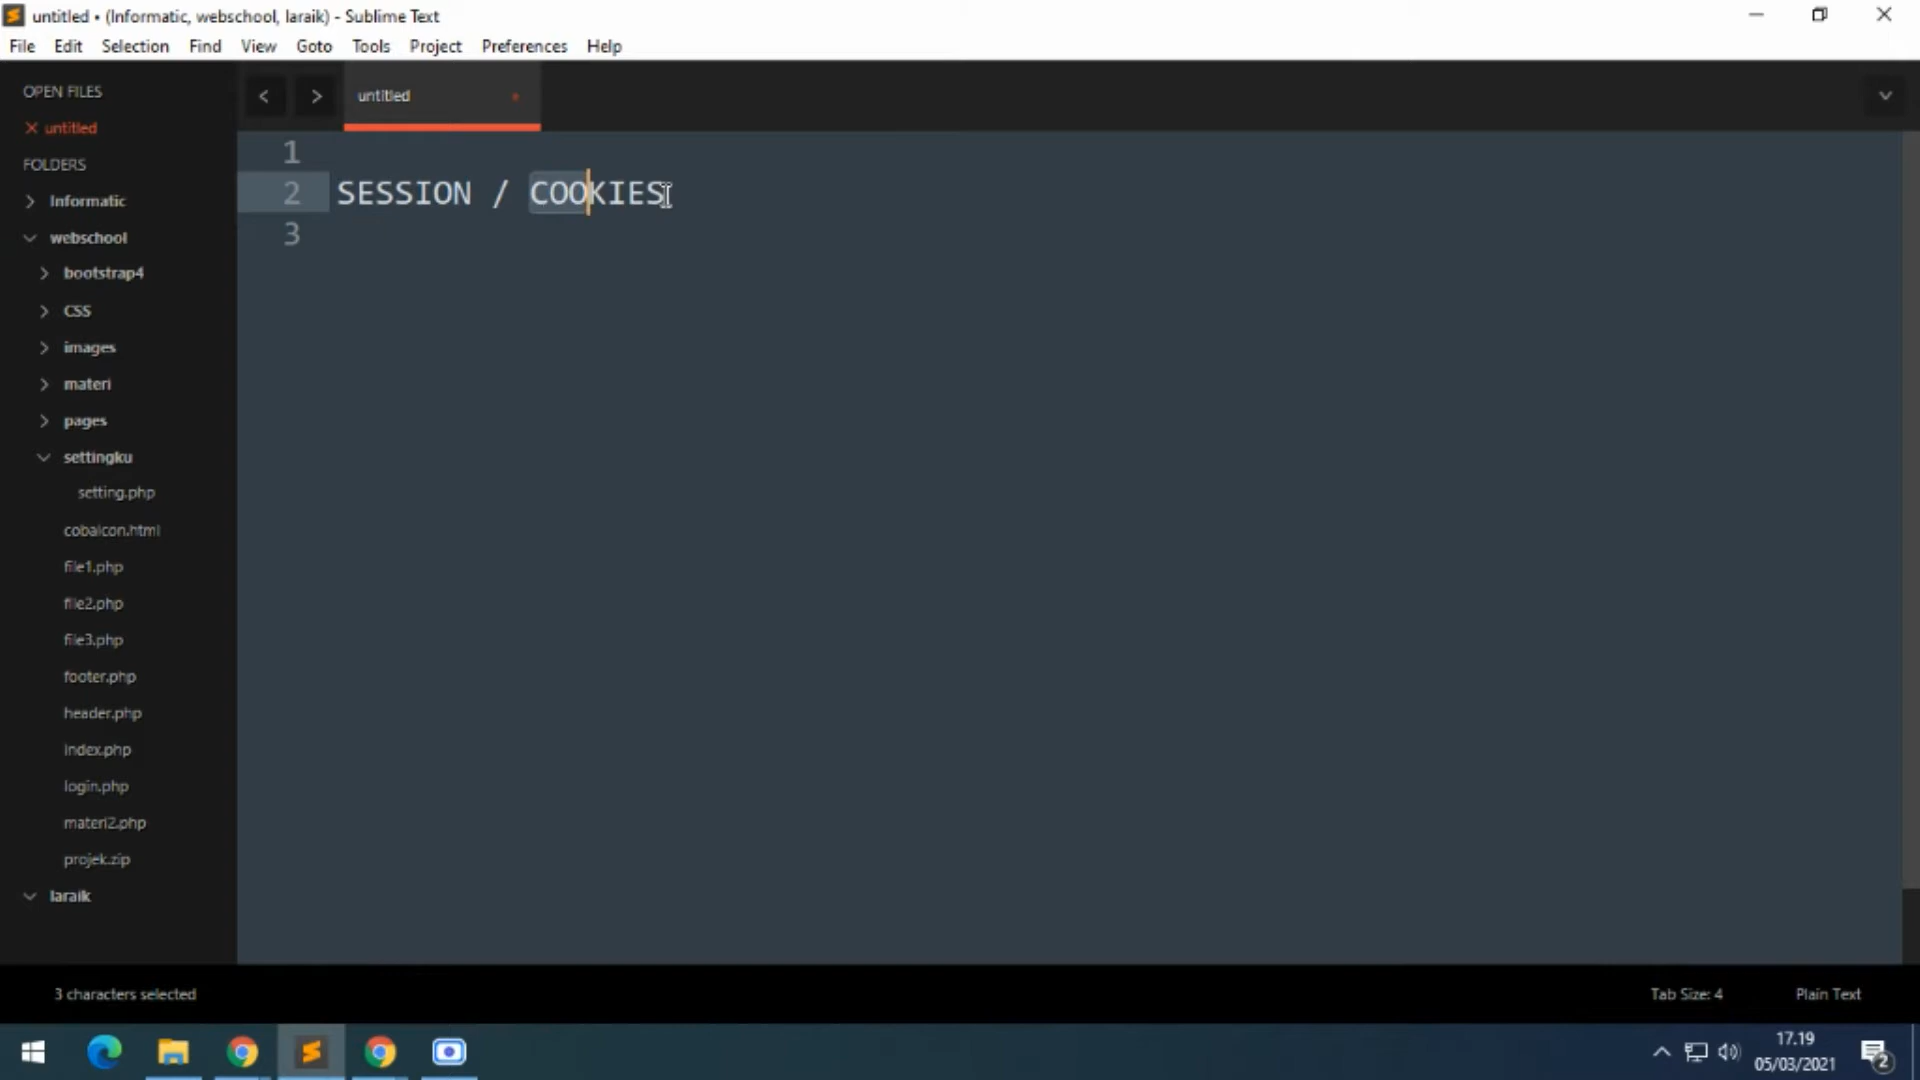 untitled • (Informatic, webschool, laraik) - Sublime Text
File Edit Selection Find View Goto Tools Project Preferences Help
OPEN FILES
untitled
FOLDERS
Informatic
webschool
bootstrap4
CSS
images
materi
pages
settingku
setting.php
cobaicon.html
file1.php
file2.php
file3.php
footer.php
header.php
index.php
login.php
materi2.php
projek.zip
laraik
untitled
1
2 SESSION / COOKIES
3
3 characters selected
Tab Size: 4 Plain Text
17.19
05/03/2021
2